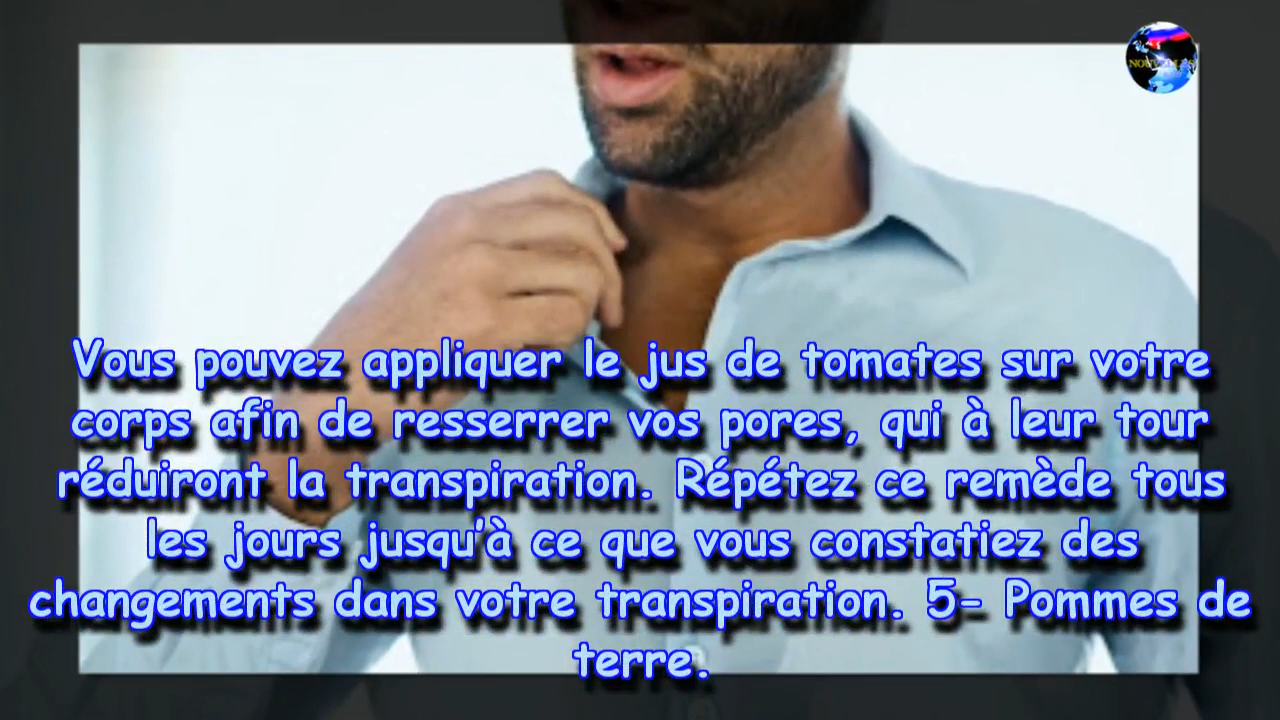 NOUVELLES
Vous pouvez appliquer le jus de tomates sur votre
corps afin de resserrer vos pores, qui à leur tour
réduiront la transpiration. Répétez ce remède tous
les jours jusqu'à ce que vous constatiez des
changements dans votre transpiration. 5- Pommes de
terre.